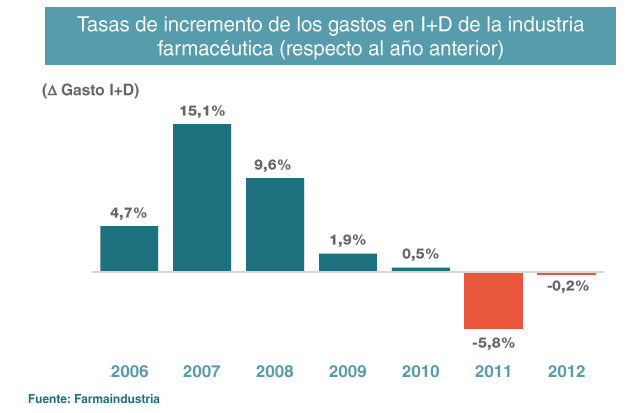 Tasas de incremento de los gastos en I+D de la industria
farmacéutica (respecto al año anterior)
(Δ Gasto I+D)
15,1%
9,6%
4,7%
1,9%
0,5%
-0,2%
-5,8%
2006 2007 2008 2009 2010 2011 2012
Fuente: Farmaindustria